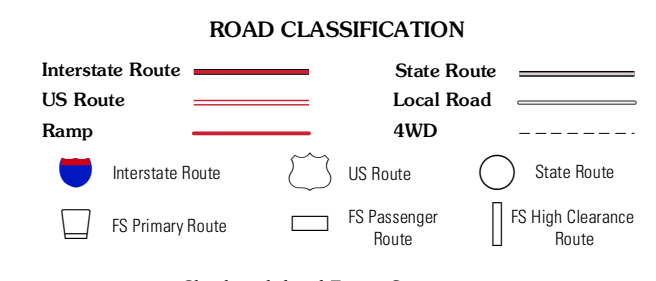 ROAD CLASSIFICATION
Interstate Route
State Route
US Route
Local Road
Ramp
4WD
Interstate Route
US Route
State Route
FS Primary Route
FS Passenger
Route
FS High Clearance
Route